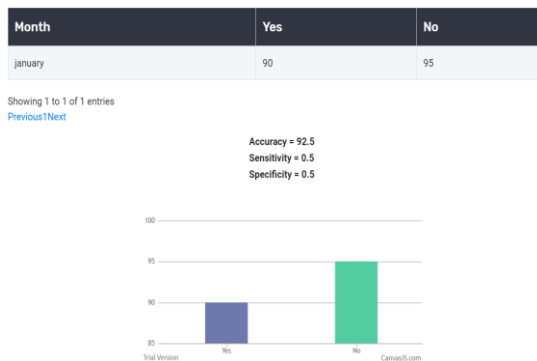 Month Yes No
january 90 95
Showing 1 to 1 of 1 entries
Previous1Next
Accuracy = 92.5
Sensitivity = 0.5
Specificity = 0.5
100
95
90
85
Yes No
Trial Version CanvasJS.com